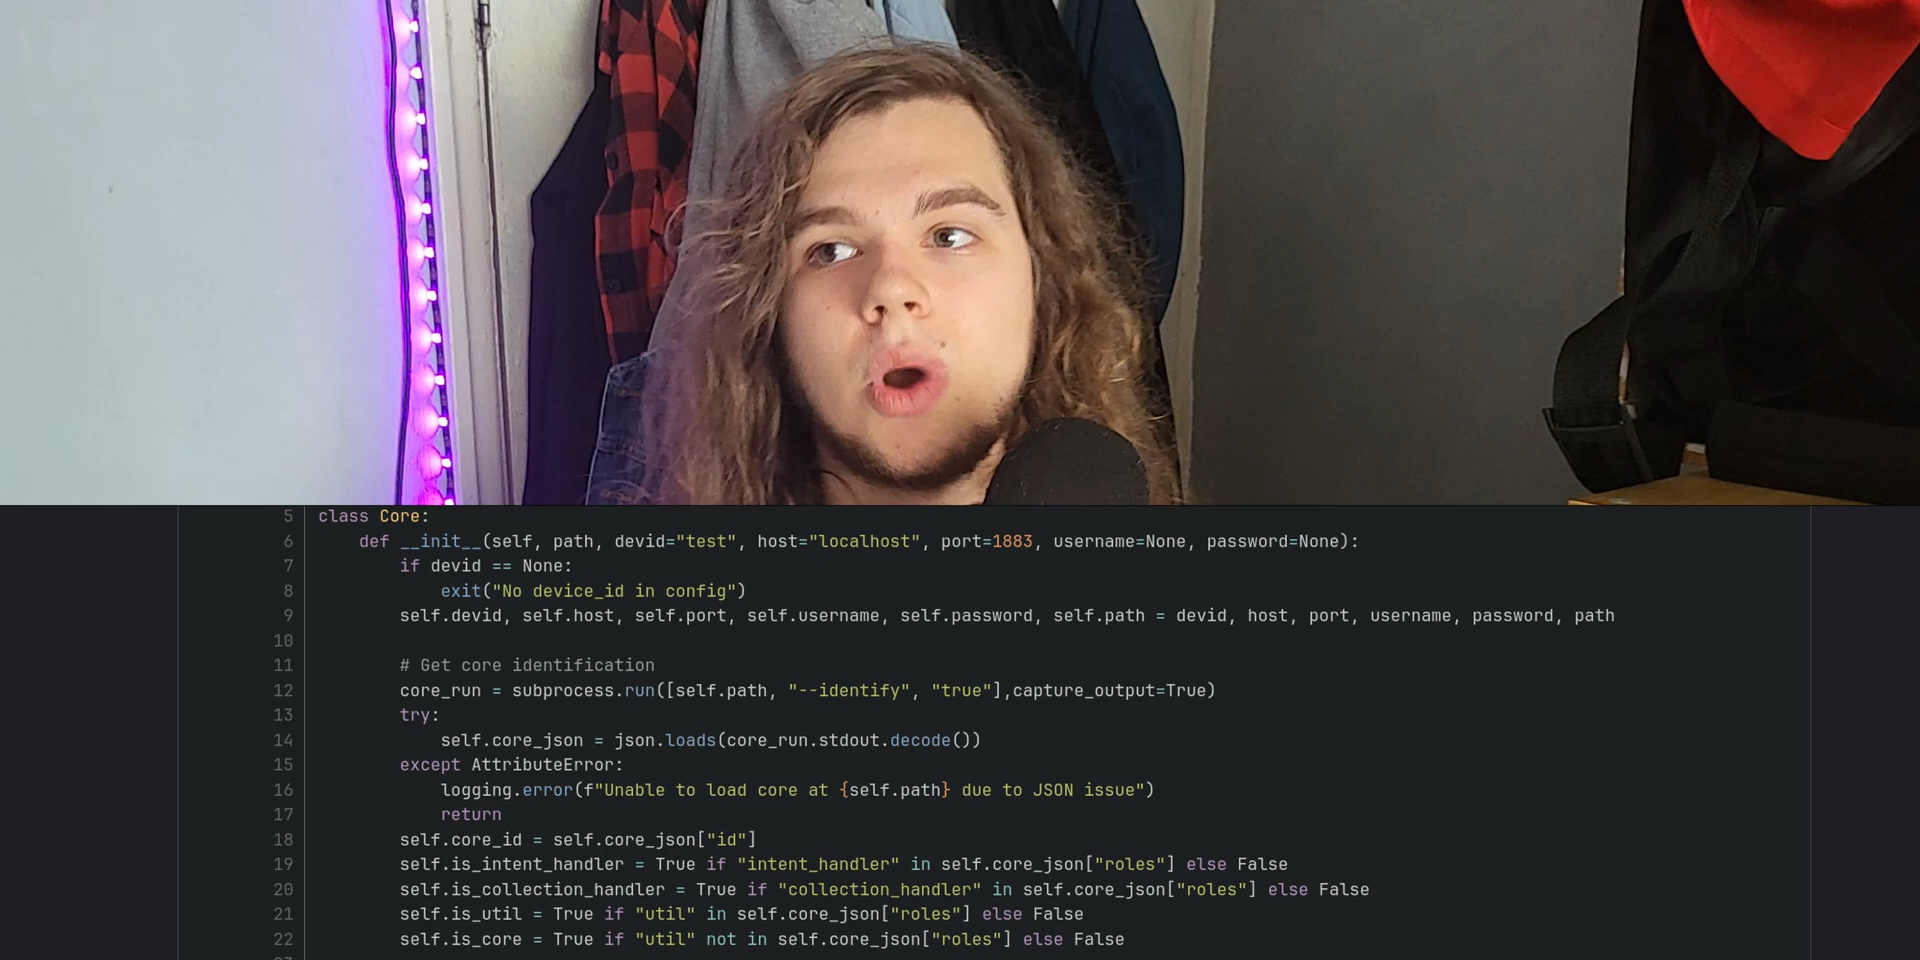 5 class Core:
6 def __init__(self, path, devid="test", host="localhost", port=1883, username=None, password=None):
7 if devid == None:
8 exit("No device_id in config")
9 self.devid, self.host, self.port, self.username, self.password, self.path = devid, host, port, username, password, path
10
11 # Get core identification
12 core_run = subprocess.run([self.path, "--identify", "true"],capture_output=True)
13 try:
14 self.core_json = json.loads(core_run.stdout.decode())
15 except AttributeError:
16 logging.error(f"Unable to load core at {self.path} due to JSON issue")
17 return
18 self.core_id = self.core_json["id"]
19 self.is_intent_handler = True if "intent_handler" in self.core_json["roles"] else False
20 self.is_collection_handler = True if "collection_handler" in self.core_json["roles"] else False
21 self.is_util = True if "util" in self.core_json["roles"] else False
22 self.is_core = True if "util" not in self.core_json["roles"] else False